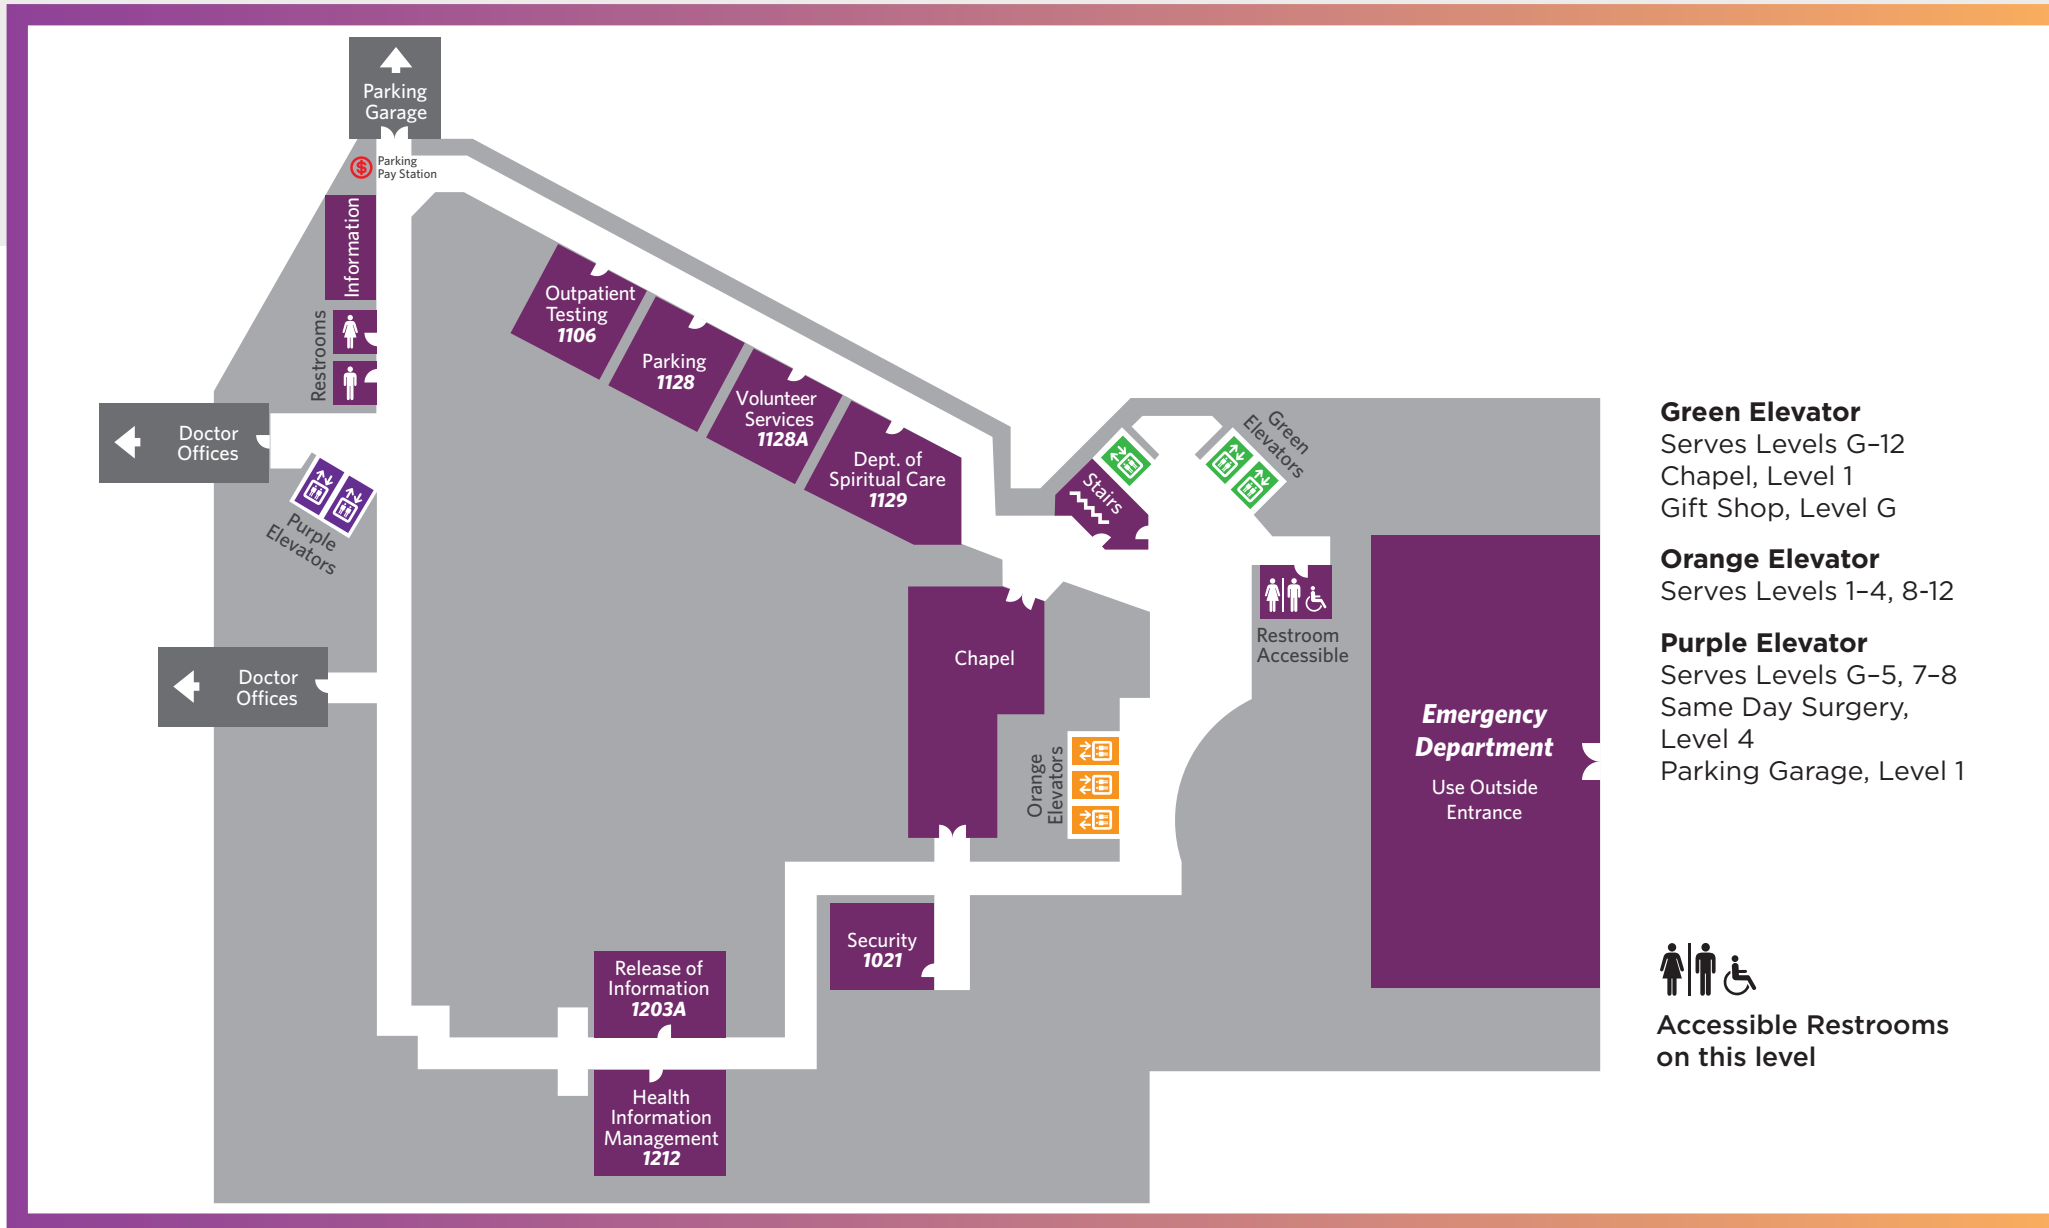 Parking
Garage
Parking
Pay Station
Information
Restrooms
Doctor
Offices
Purple
Elevators
Doctor
Offices
Outpatient
Testing
1106
Parking
1128
Volunteer
Services
1128A
Dept. of
Spiritual Care
1129
Stairs
Green
Elevators
Restroom
Accessible
Chapel
Orange
Elevators
Emergency
Department
Use Outside
Entrance
Security
1021
Release of
Information
1203A
Health
Information
Management
1212
Green Elevator
Serves Levels G–12
Chapel, Level 1
Gift Shop, Level G
Orange Elevator
Serves Levels 1–4, 8-12
Purple Elevator
Serves Levels G–5, 7–8
Same Day Surgery,
Level 4
Parking Garage, Level 1
Accessible Restrooms
on this level